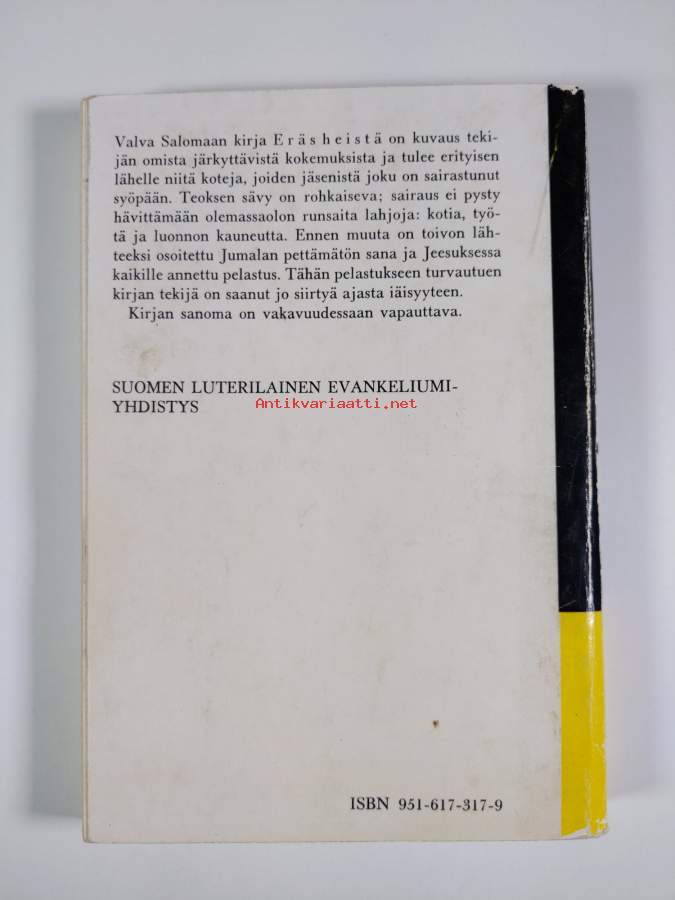 Valva Salomaan kirja Eräs heistä on kuvaus teki-
jän omista järkyttävistä kokemuksista ja tulee erityisen
lähelle niitä koteja, joiden jäsenistä joku on sairastunut
syöpään. Teoksen sävy on rohkaiseva; sairaus ei pysty
hävittämään olemassaolon runsaita lahjoja: kotia, työ-
tä ja luonnon kauneutta. Ennen muuta on toivon läh-
teeksi osoitettu Jumalan pettämätön sana ja Jeesuksessa
kaikille annettu pelastus. Tähän pelastukseen turvautuen
kirjan tekijä on saanut jo siirtyä ajasta iäisyyteen.
Kirjan sanoma on vakavuudessaan vapauttava.
SUOMEN LUTERILAINEN EVANKELIUMI-
YHDISTYS
Antikvariaatti.net
ISBN 951-617-317-9